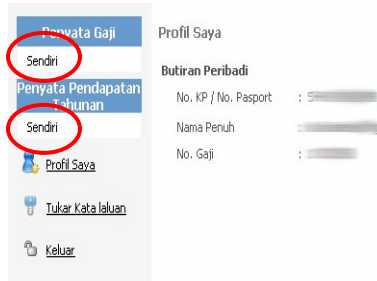 Penyata Gaji
Sendiri
Penyata Pendapatan
Tahunan
Sendiri
Profil Saya
Tukar Kata laluan
Keluar
Profil Saya
Butiran Peribadi
No. KP / No. Pasport :
Nama Penuh :
No. Gaji :